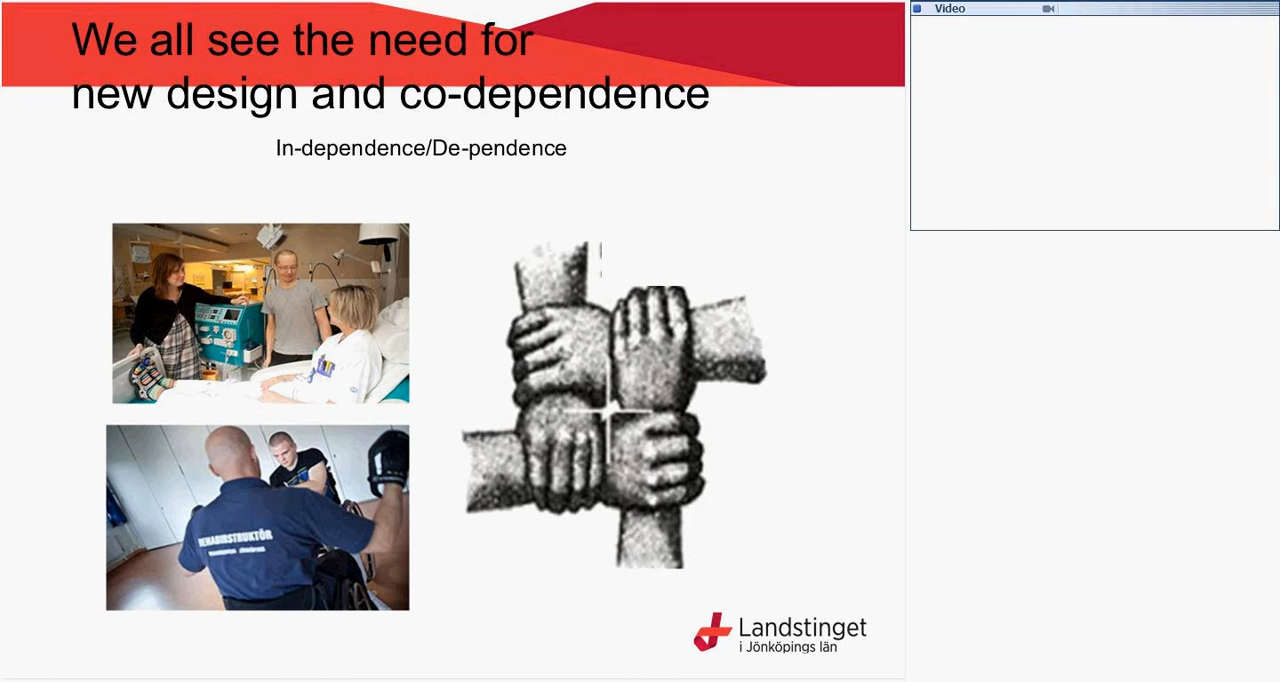 We all see the need for
new design and co-dependence
In-dependence/De-pendence
REHABINSTRUKTÖR
Landstinget
i Jönköpings län
Video